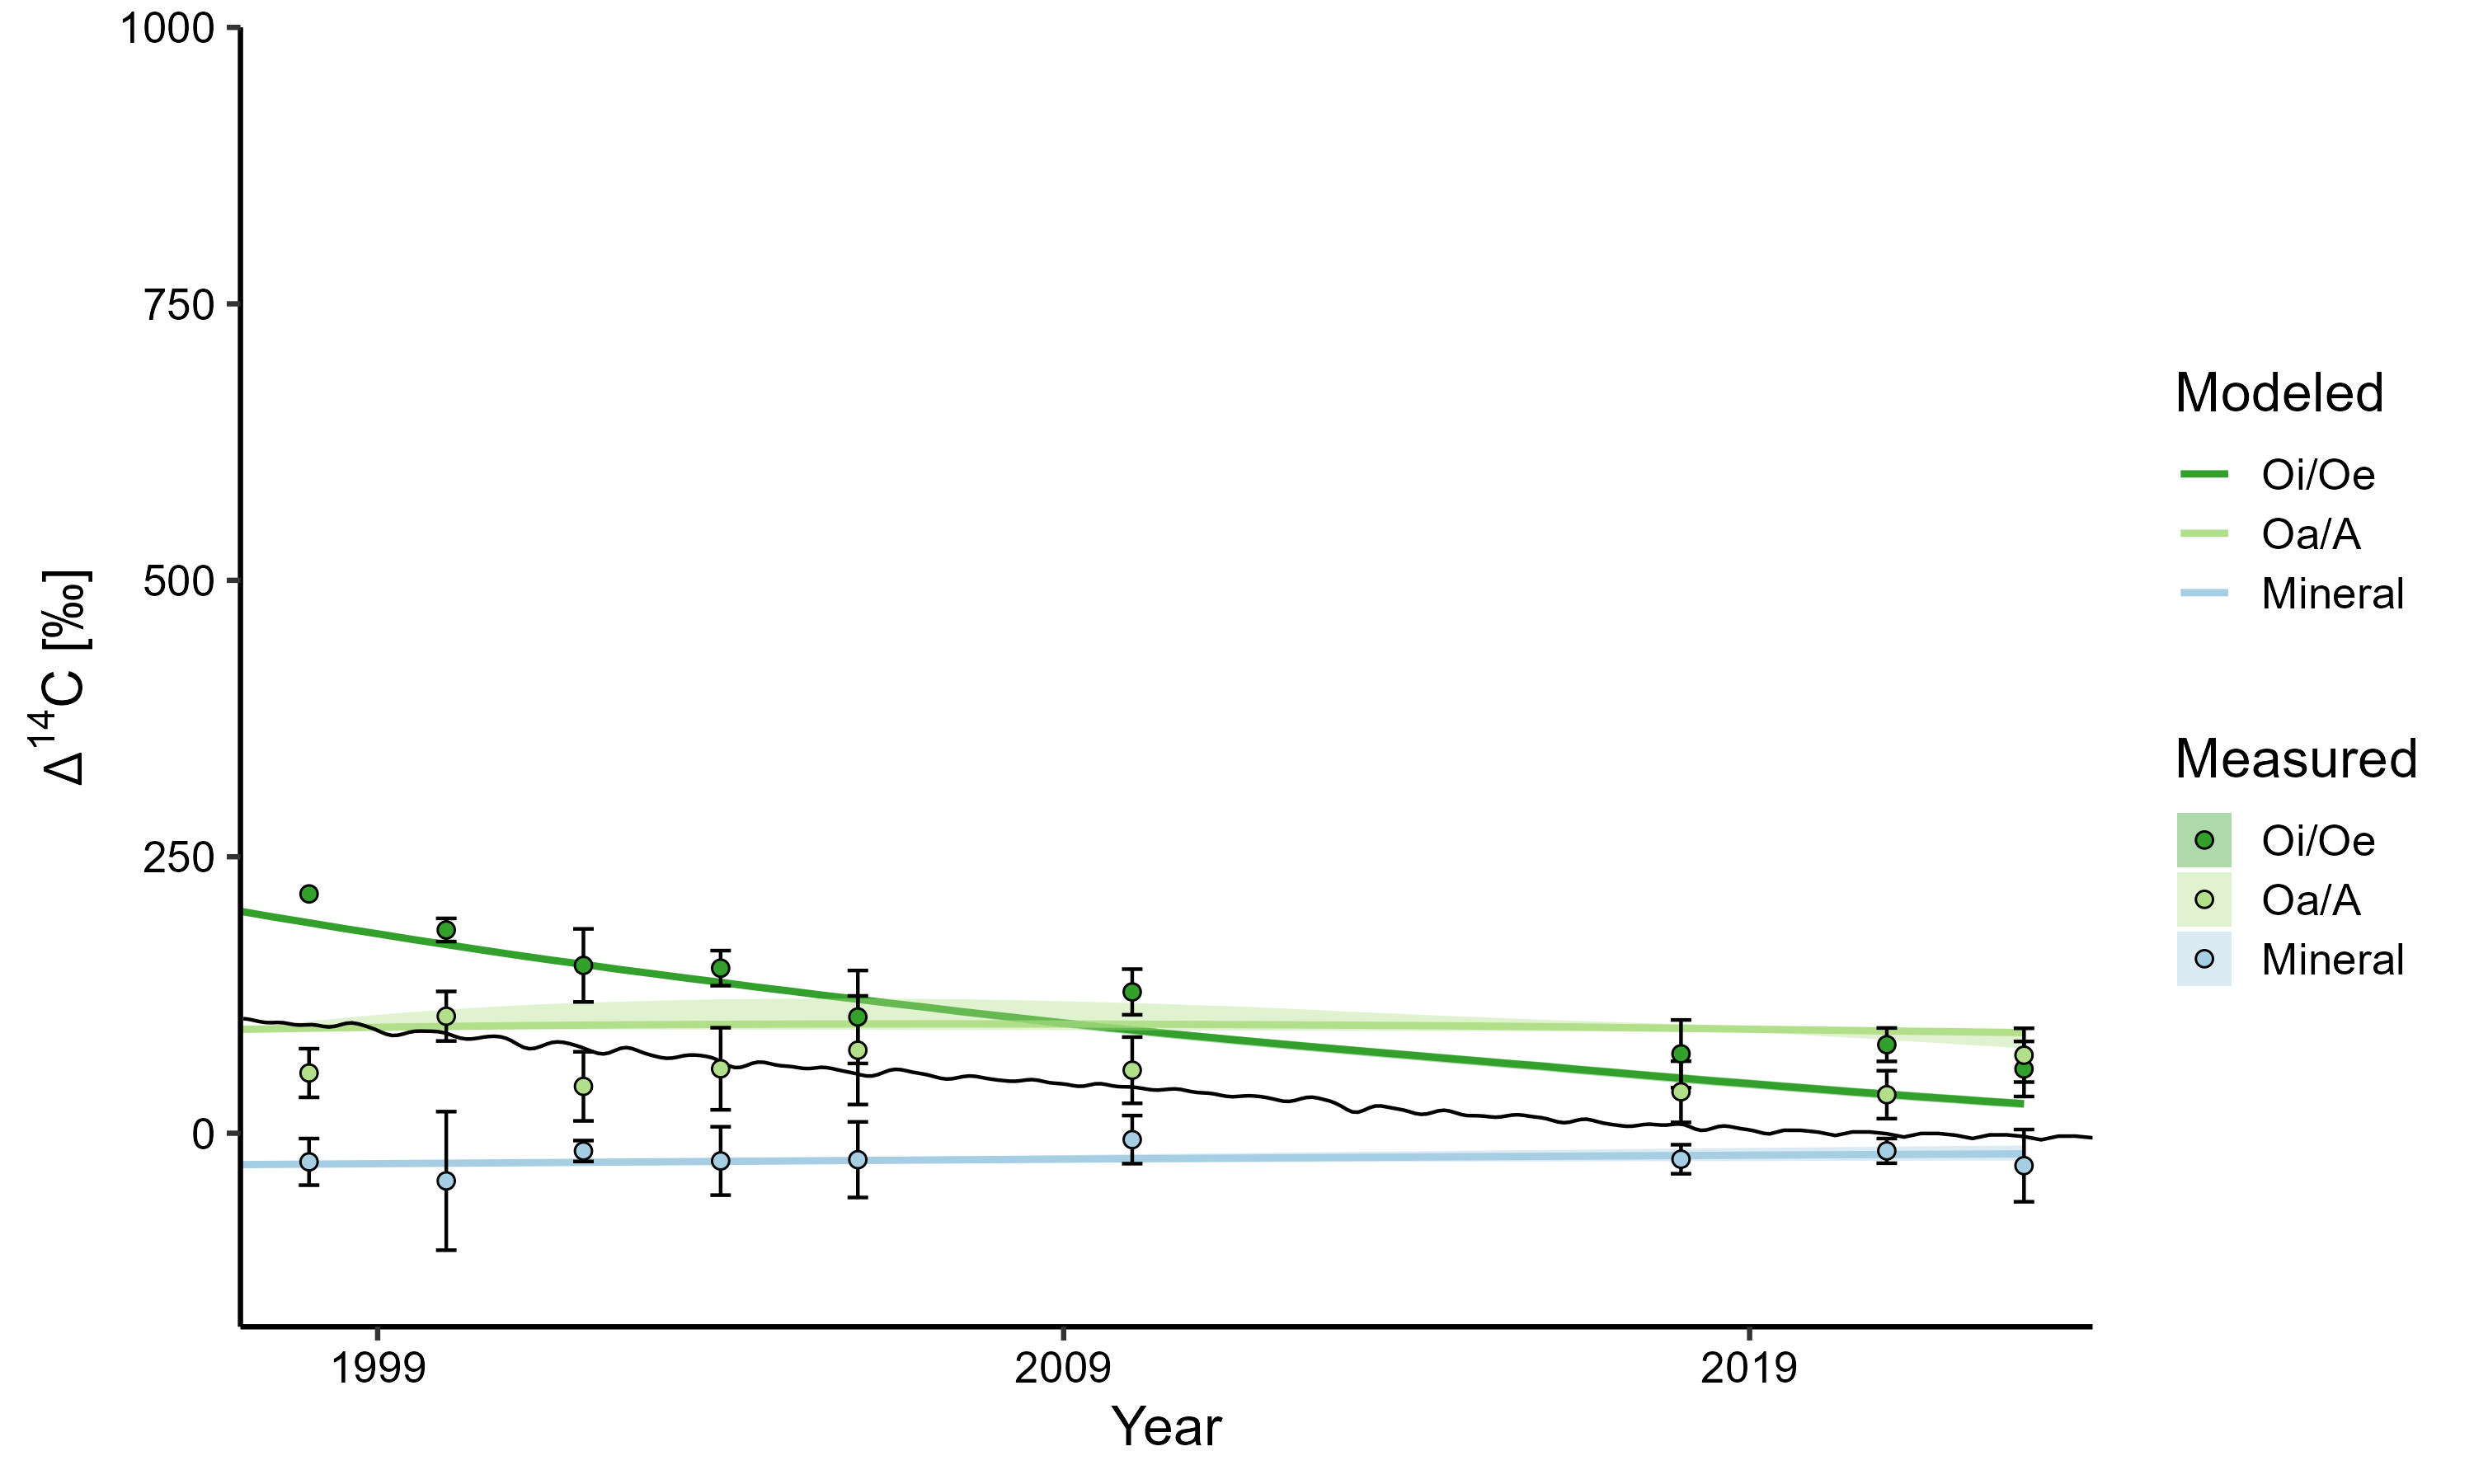 1000
750
500
250
0
Δ¹⁴C [‰]
1999
2009
2019
Year
Modeled
Oi/Oe
Oa/A
Mineral
Measured
Oi/Oe
Oa/A
Mineral